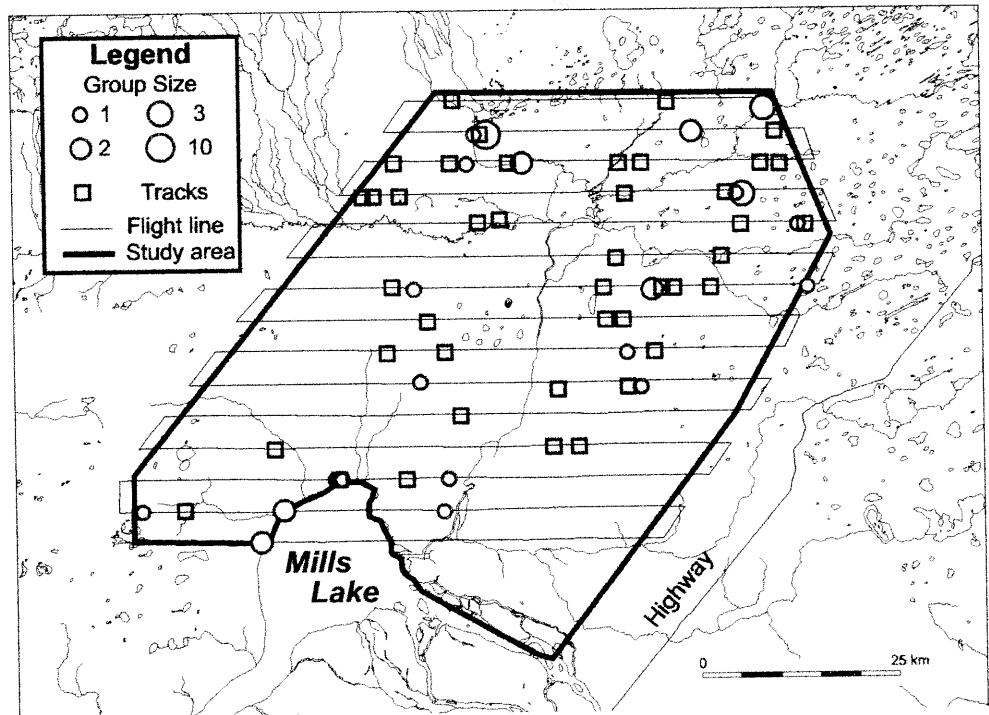 Legend
Group Size
1 3
2 10
Tracks
Flight line
Study area
Mills
Lake
Highway
0 25 km